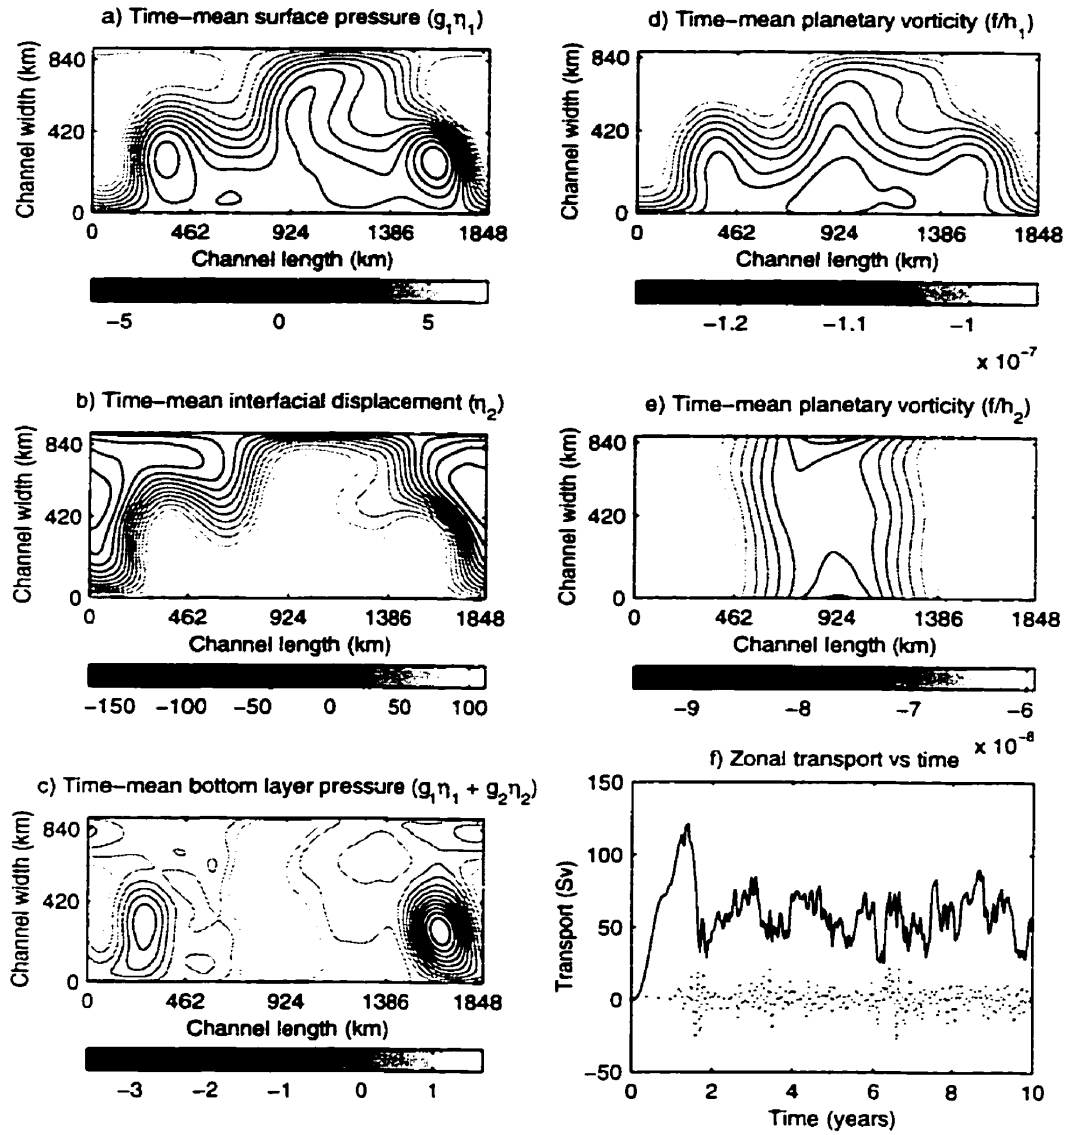 a) Time-mean surface pressure (g₁η₁)
Channel width (km)
840
420
0
0 462 924 1386 1848
Channel length (km)
-5 0 5
b) Time-mean interfacial displacement (η₂)
Channel width (km)
840
420
0
0 462 924 1386 1848
Channel length (km)
-150 -100 -50 0 50 100
c) Time-mean bottom layer pressure (g₁η₁ + g₂η₂)
Channel width (km)
840
420
0
0 462 924 1386 1848
Channel length (km)
-3 -2 -1 0 1
d) Time-mean planetary vorticity (f/h₁)
Channel width (km)
840
420
0
0 462 924 1386 1848
Channel length (km)
-1.2 -1.1 -1
x 10⁻⁷
e) Time-mean planetary vorticity (f/h₂)
Channel width (km)
840
420
0
0 462 924 1386 1848
Channel length (km)
-9 -8 -7 -6
x 10⁻⁸
f) Zonal transport vs time
Transport (Sv)
150
100
50
0
-50
0 2 4 6 8 10
Time (years)